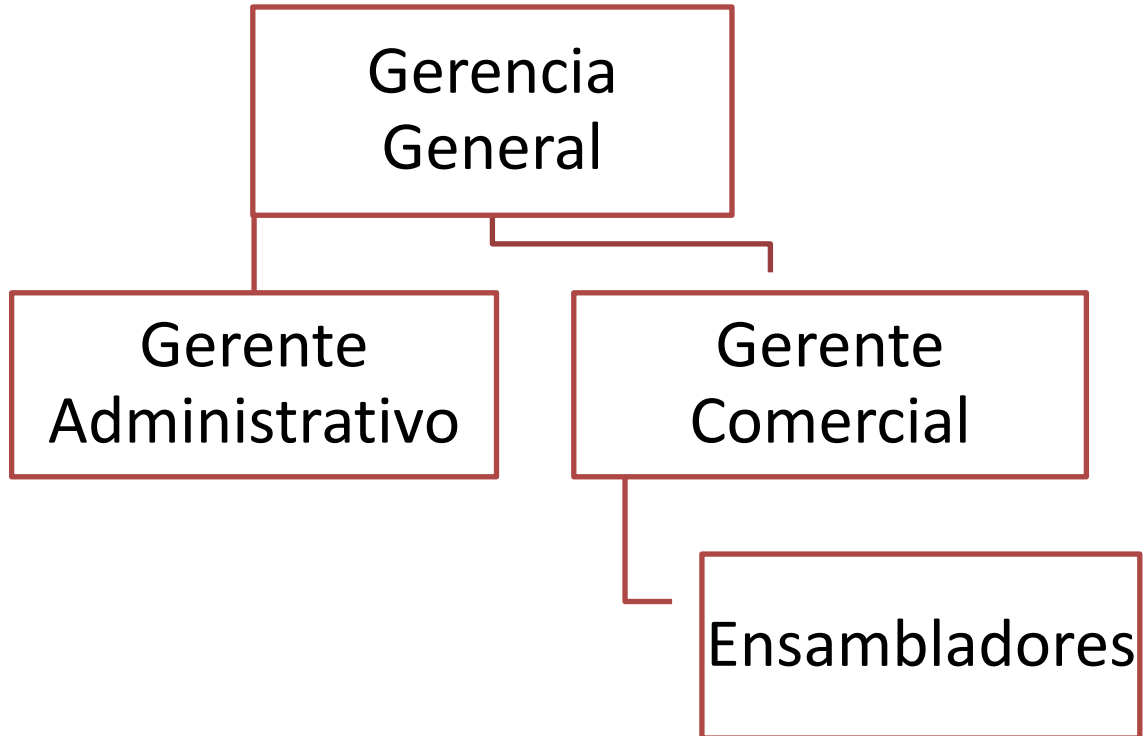 Gerencia
General
Gerente
Administrativo
Gerente
Comercial
Ensambladores